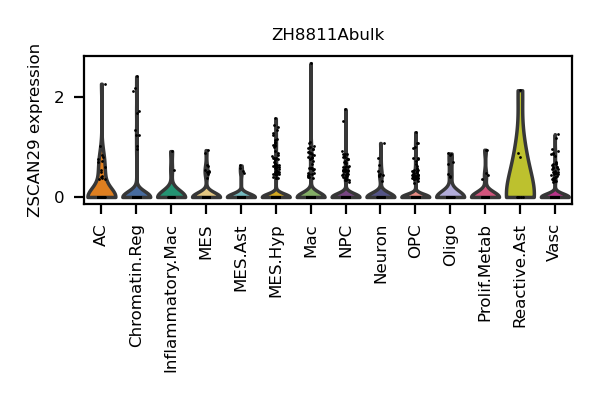 ZH8811Abulk
ZSCAN29 expression
2
0
AC
Chromatin.Reg
Inflammatory.Mac
MES
MES.Ast
MES.Hyp
Mac
NPC
Neuron
OPC
Oligo
Prolif.Metab
Reactive.Ast
Vasc